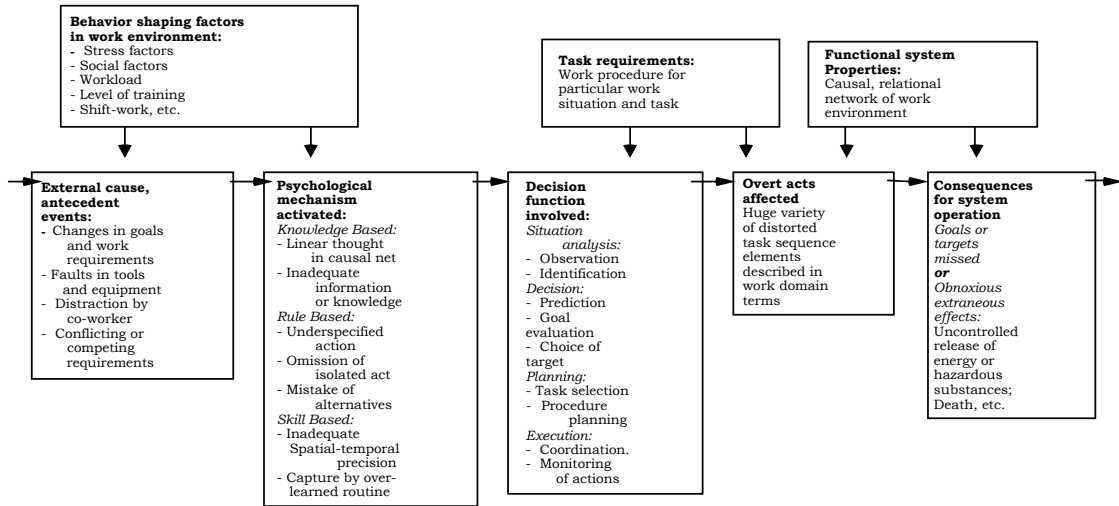 Behavior shaping factors
in work environment:
- Stress factors
- Social factors
- Workload
- Level of training
- Shift-work, etc.
Task requirements:
Work procedure for
particular work
situation and task
Functional system
Properties:
Causal, relational
network of work
environment
External cause,
antecedent
events:
- Changes in goals
and work
requirements
- Faults in tools
and equipment
- Distraction by
co-worker
- Conflicting or
competing
requirements
Psychological
mechanism
activated:
Knowledge Based:
- Linear thought
in causal net
- Inadequate
information
or knowledge
Rule Based:
- Underspecified
action
- Omission of
isolated act
- Mistake of
alternatives
Skill Based:
- Inadequate
Spatial-temporal
precision
- Capture by over-
learned routine
Decision
function
involved:
Situation
analysis:
- Observation
- Identification
Decision:
- Prediction
- Goal
evaluation
- Choice of
target
Planning:
- Task selection
- Procedure
planning
Execution:
- Coordination.
- Monitoring
of actions
Overt acts
affected
Huge variety
of distorted
task sequence
elements
described in
work domain
terms
Consequences
for system
operation
Goals or
targets
missed
or
Obnoxious
extraneous
effects:
Uncontrolled
release of
energy or
hazardous
substances;
Death, etc.